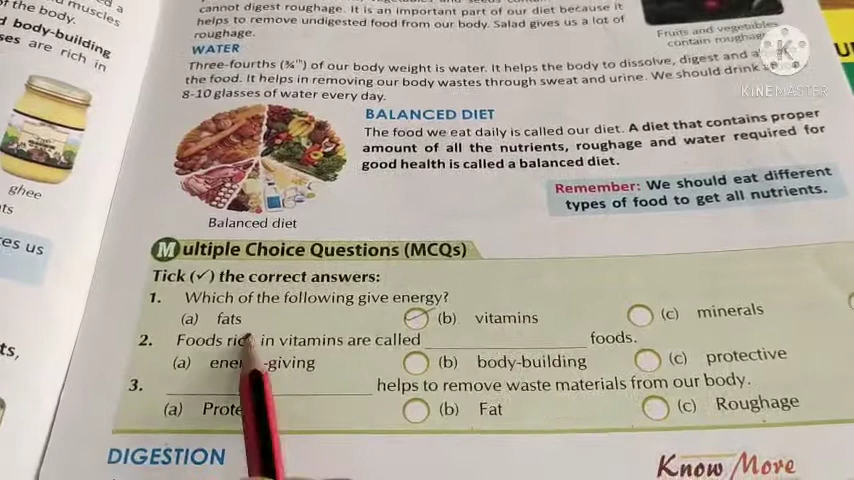 of the body.
d muscles
d body-building
ses are rich in
ghee
ts
tes us
ts,
cannot digest roughage. It is an important part of our diet because it
helps to remove undigested food from our body. Salad gives us a lot of
roughage.
Fruits and vegetables
contain roughage
WATER
Three-fourths (¾ᵗʰ) of our body weight is water. It helps the body to dissolve, digest and
the food. It helps in removing our body wastes through sweat and urine. We should drink
8-10 glasses of water every day.
KINEMASTER
BALANCED DIET
The food we eat daily is called our diet. A diet that contains proper
amount of all the nutrients, roughage and water required for
good health is called a balanced diet.
Remember: We should eat different
types of food to get all nutrients.
Balanced diet
Multiple Choice Questions (MCQs)
Tick (✓) the correct answers:
1. Which of the following give energy?
(a) fats (b) vitamins (c) minerals
2. Foods rich in vitamins are called ____________ foods.
(a) energy-giving (b) body-building (c) protective
3. ____________ helps to remove waste materials from our body.
(a) Prote (b) Fat (c) Roughage
DIGESTION
Know More